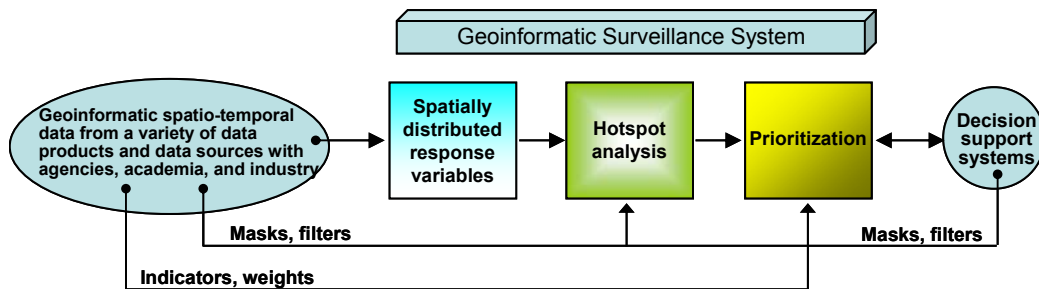 Geoinformatic Surveillance System
Geoinformatic spatio-temporal
data from a variety of data
products and data sources with
agencies, academia, and industry
Spatially
distributed
response
variables
Hotspot
analysis
Prioritization
Decision
support
systems
Masks, filters
Masks, filters
Indicators, weights